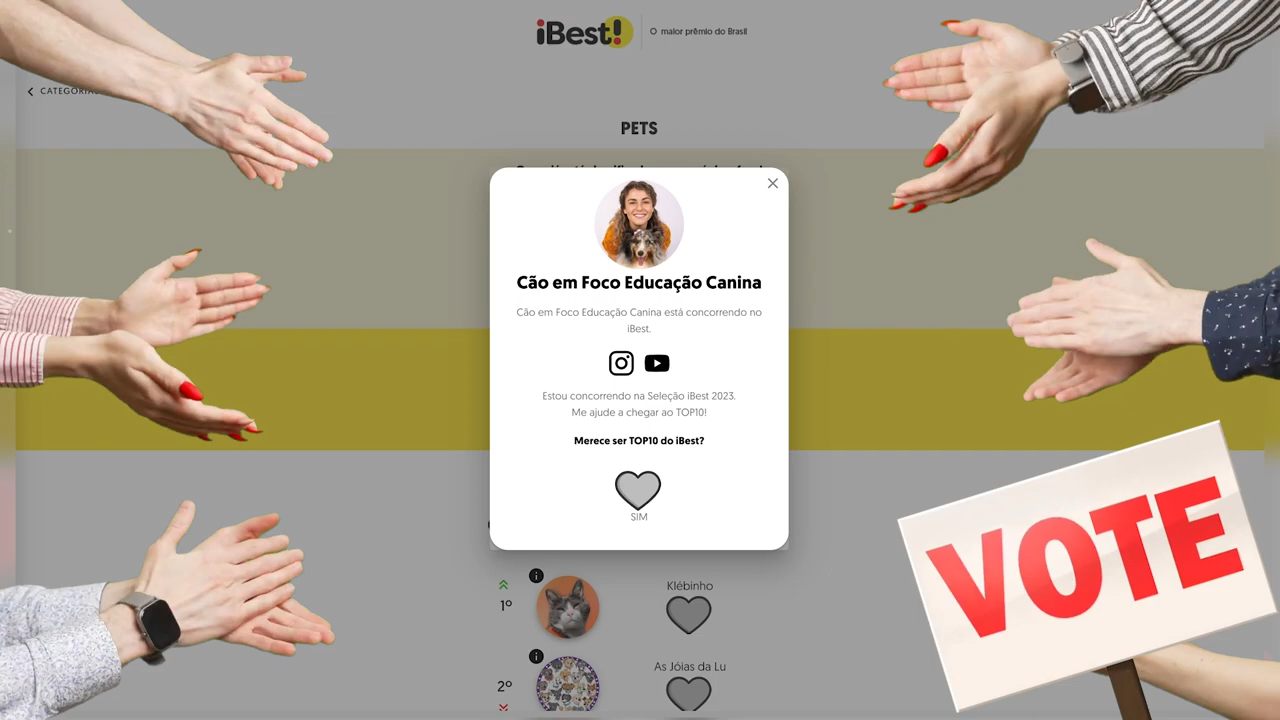 iBest!
O maior prêmio do Brasil
CATEGORIAS
PETS
Cão em Foco Educação Canina
Cão em Foco Educação Canina está concorrendo no
iBest.
Estou concorrendo na Seleção iBest 2023.
Me ajude a chegar ao TOP10!
Merece ser TOP10 do iBest?
SIM
1º
Klébinho
2º
As Jóias da Lu
VOTE